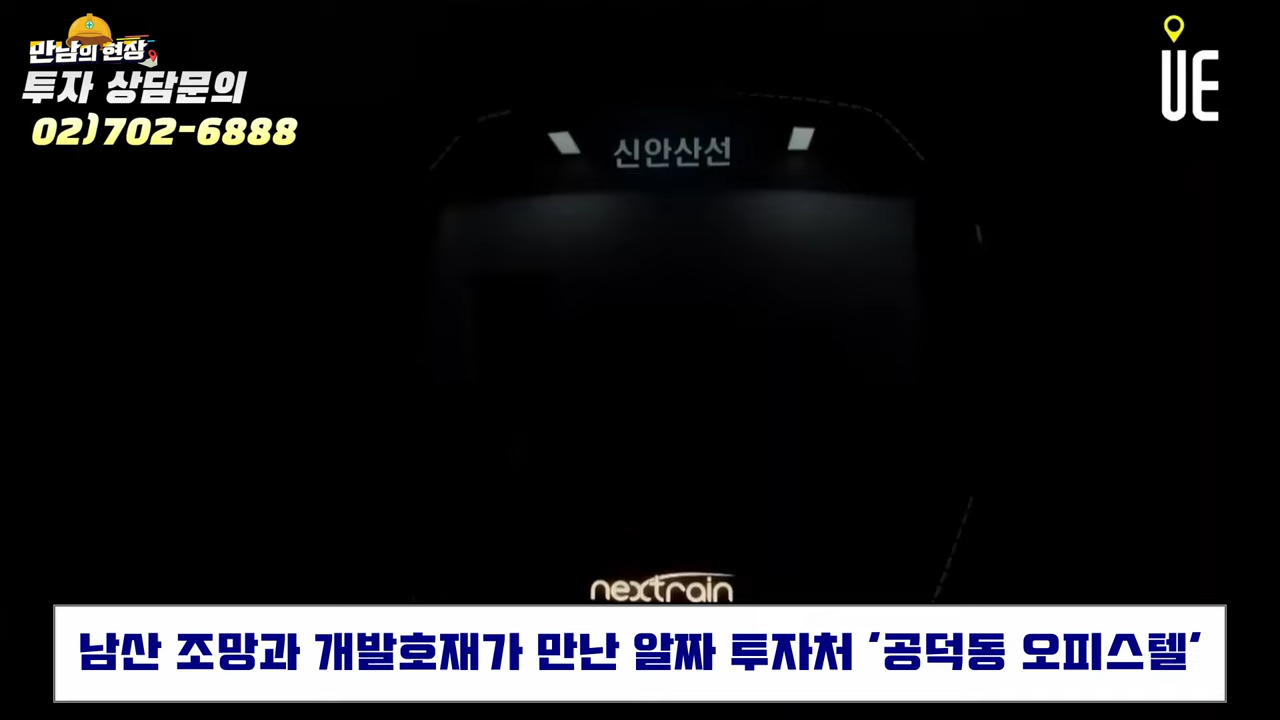 만남의 현장
투자 상담문의
02)702-6888
UE
신안산선
nextrain
남산 조망과 개발호재가 만난 알짜 투자처 '공덕동 오피스텔'